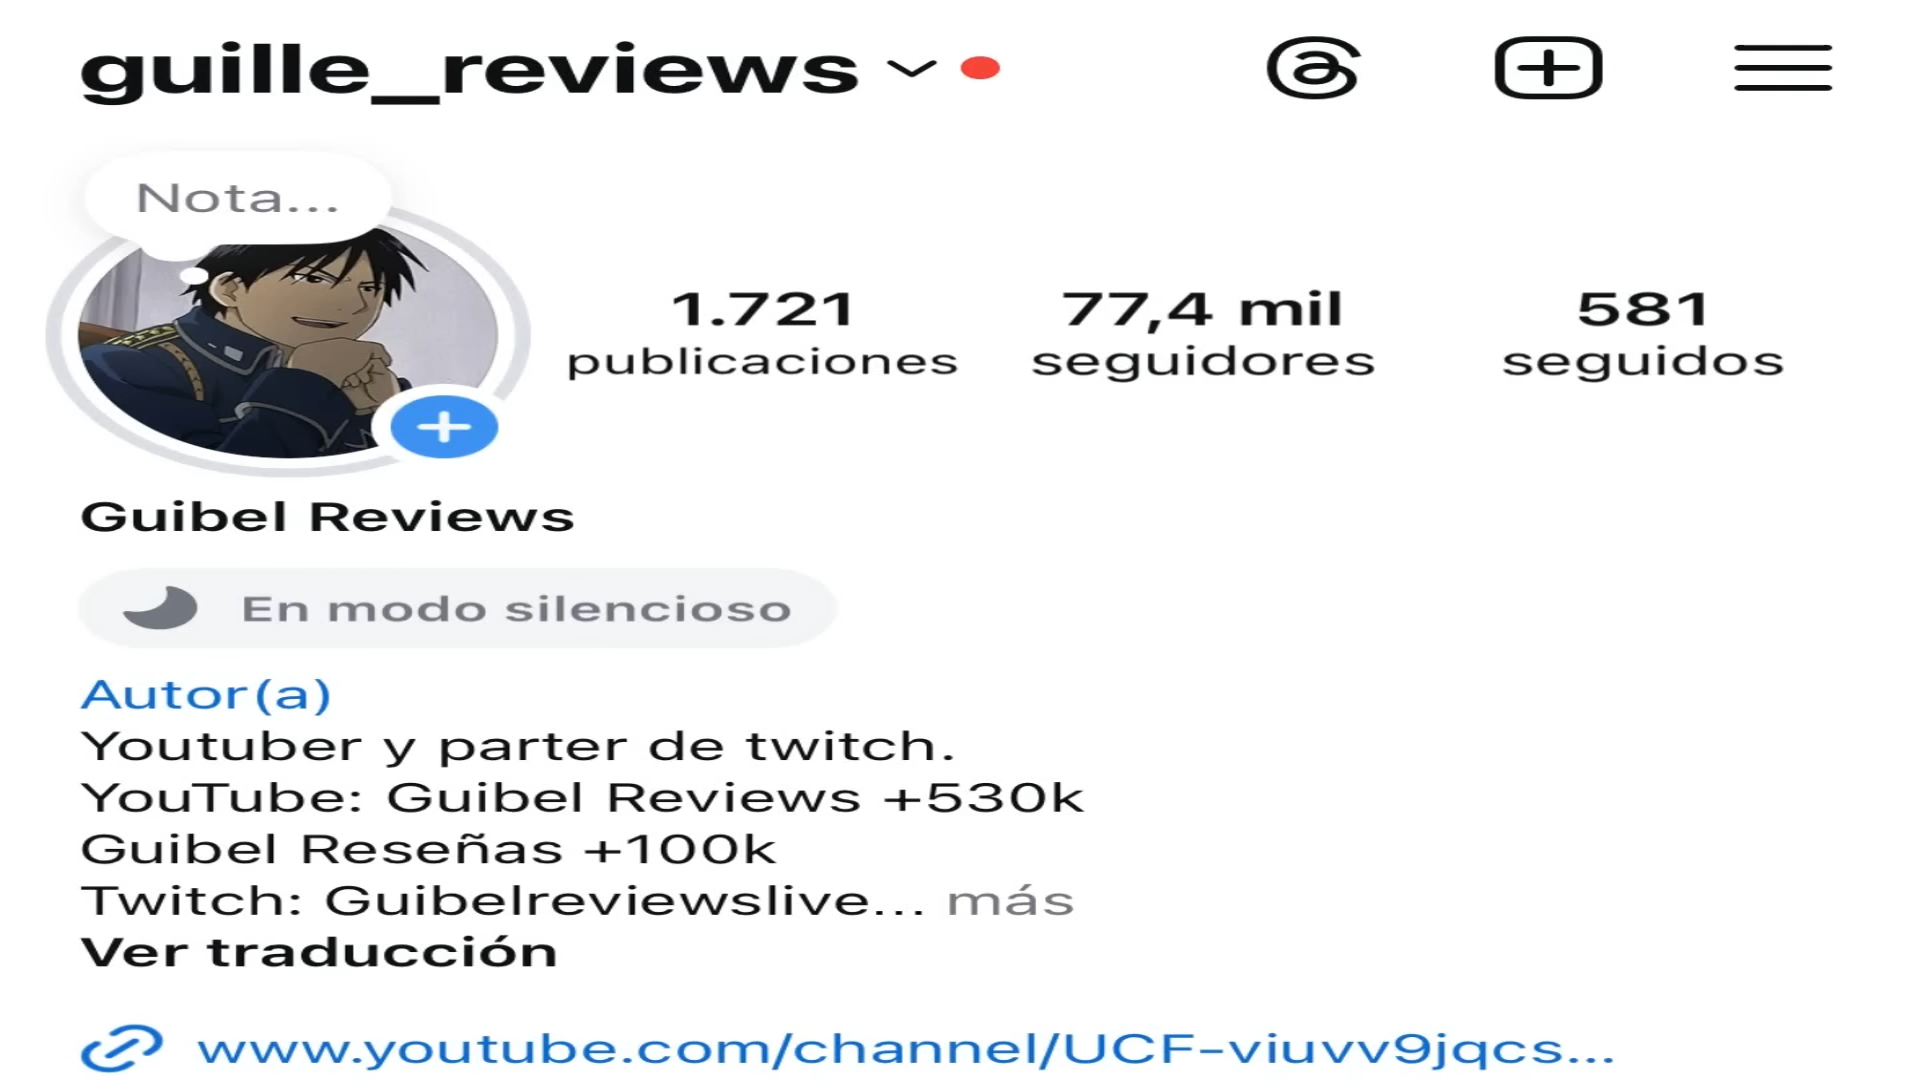 guille_reviews
Nota...
1.721 77,4 mil 581
publicaciones seguidores seguidos
Guibel Reviews
En modo silencioso
Autor(a)
Youtuber y parter de twitch.
YouTube: Guibel Reviews +530k
Guibel Reseñas +100k
Twitch: Guibelreviewslive... más
Ver traducción
www.youtube.com/channel/UCF-viuvv9jqcs...